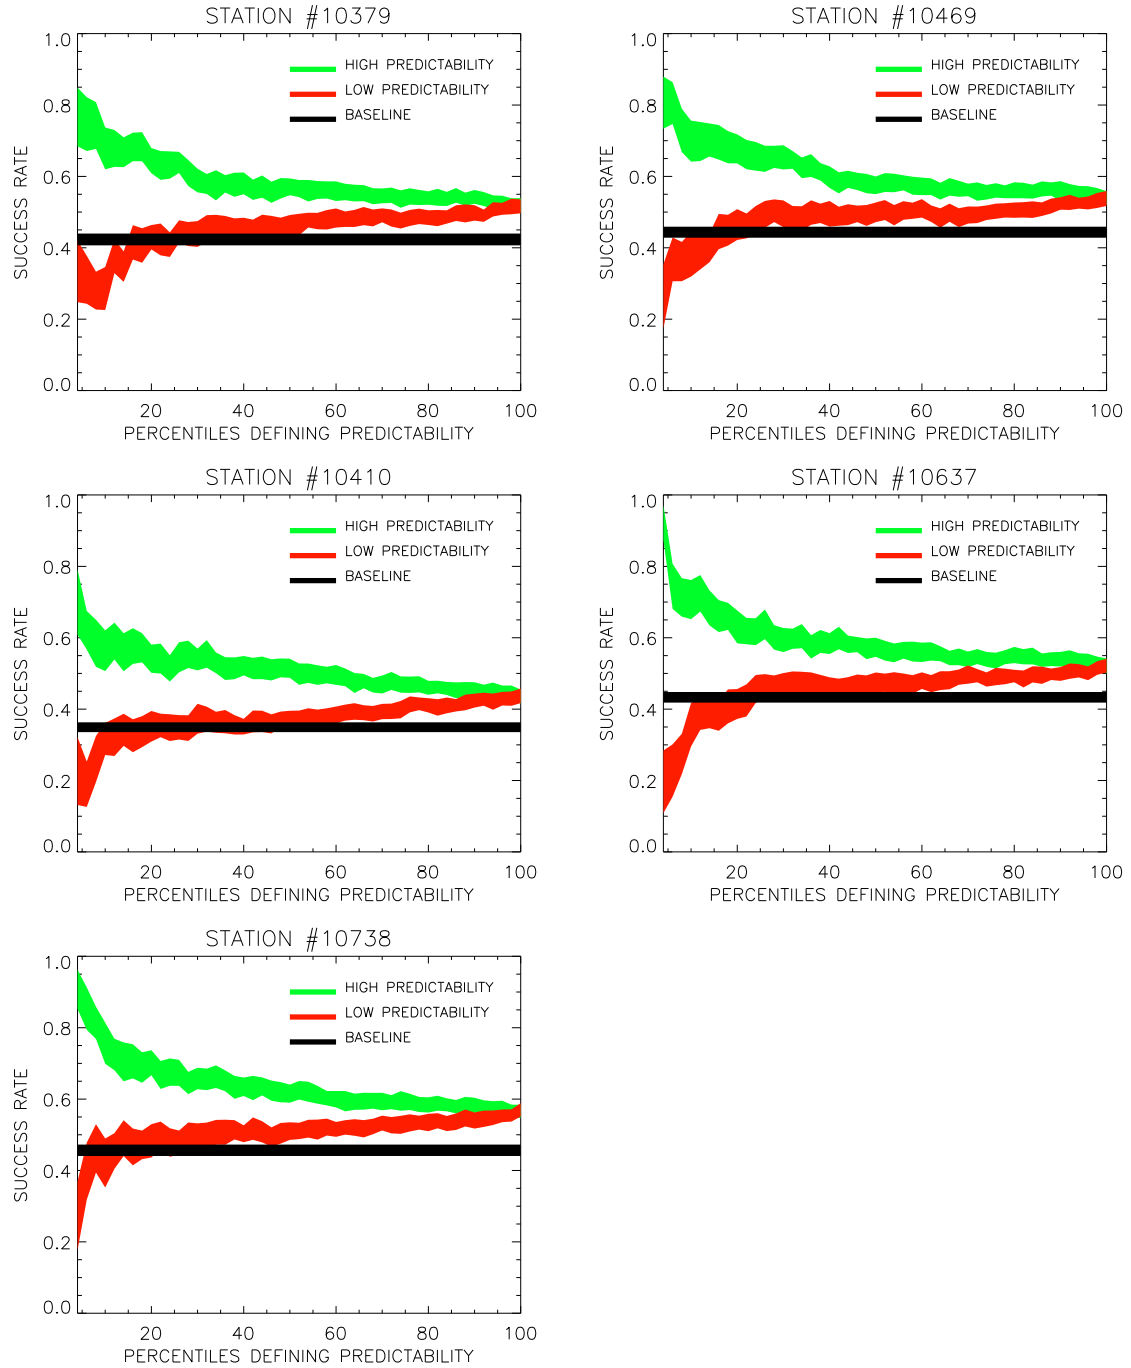 STATION #10379
1.0
0.8
0.6
0.4
0.2
0.0
SUCCESS RATE
HIGH PREDICTABILITY
LOW PREDICTABILITY
BASELINE
20 40 60 80 100
PERCENTILES DEFINING PREDICTABILITY
STATION #10469
1.0
0.8
0.6
0.4
0.2
0.0
SUCCESS RATE
HIGH PREDICTABILITY
LOW PREDICTABILITY
BASELINE
20 40 60 80 100
PERCENTILES DEFINING PREDICTABILITY
STATION #10410
1.0
0.8
0.6
0.4
0.2
0.0
SUCCESS RATE
HIGH PREDICTABILITY
LOW PREDICTABILITY
BASELINE
20 40 60 80 100
PERCENTILES DEFINING PREDICTABILITY
STATION #10637
1.0
0.8
0.6
0.4
0.2
0.0
SUCCESS RATE
HIGH PREDICTABILITY
LOW PREDICTABILITY
BASELINE
20 40 60 80 100
PERCENTILES DEFINING PREDICTABILITY
STATION #10738
1.0
0.8
0.6
0.4
0.2
0.0
SUCCESS RATE
HIGH PREDICTABILITY
LOW PREDICTABILITY
BASELINE
20 40 60 80 100
PERCENTILES DEFINING PREDICTABILITY